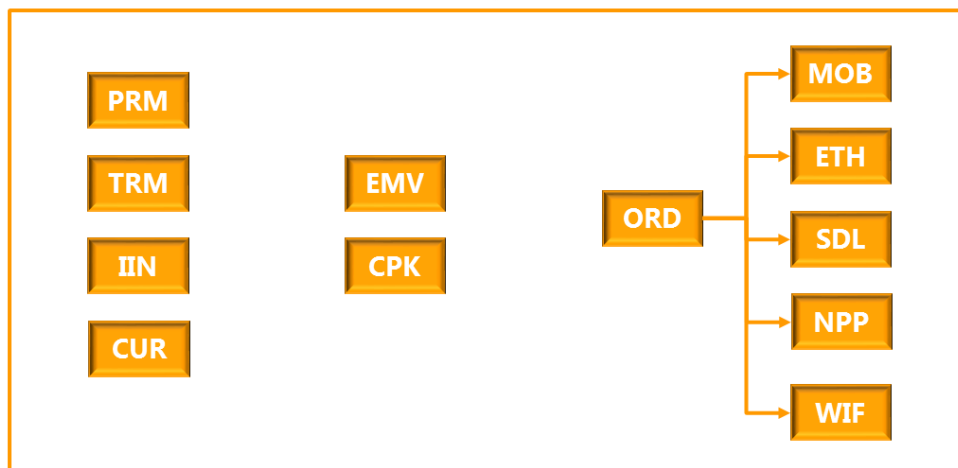 PRM
TRM
IIN
CUR
EMV
CPK
ORD
MOB
ETH
SDL
NPP
WIF